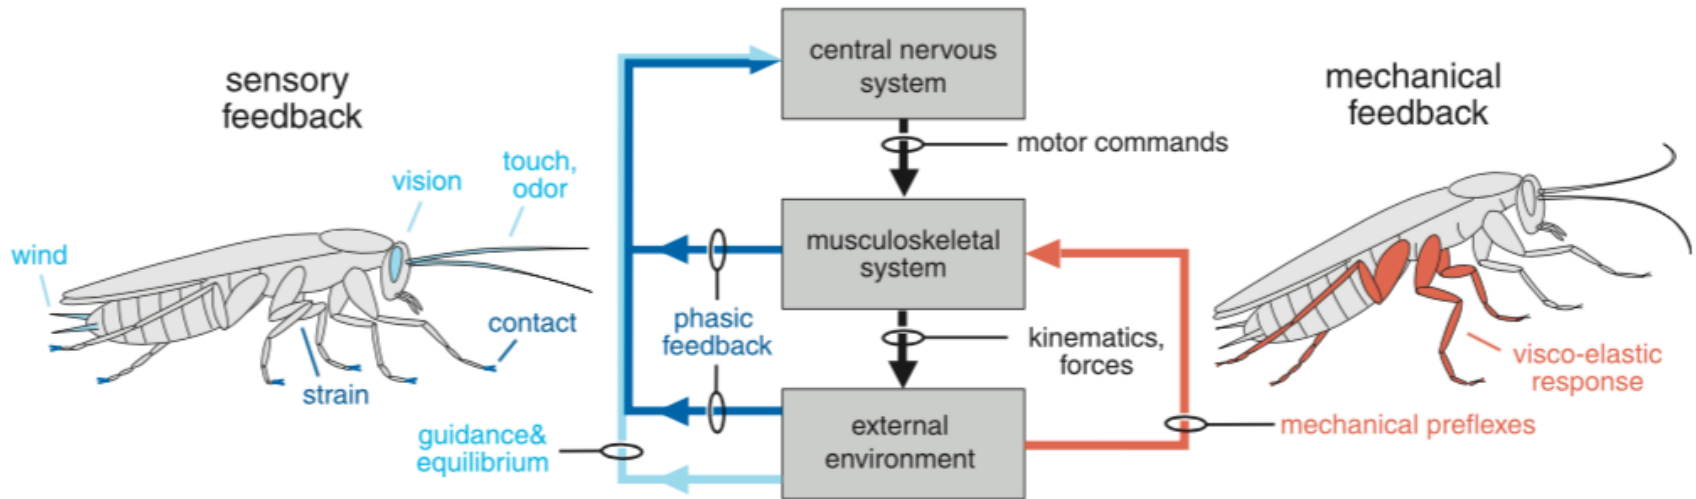 sensory
feedback
wind
vision
touch,
odor
contact
strain
guidance&
equilibrium
phasic
feedback
central nervous
system
motor commands
musculoskeletal
system
kinematics,
forces
external
environment
mechanical
feedback
visco-elastic
response
mechanical preflexes